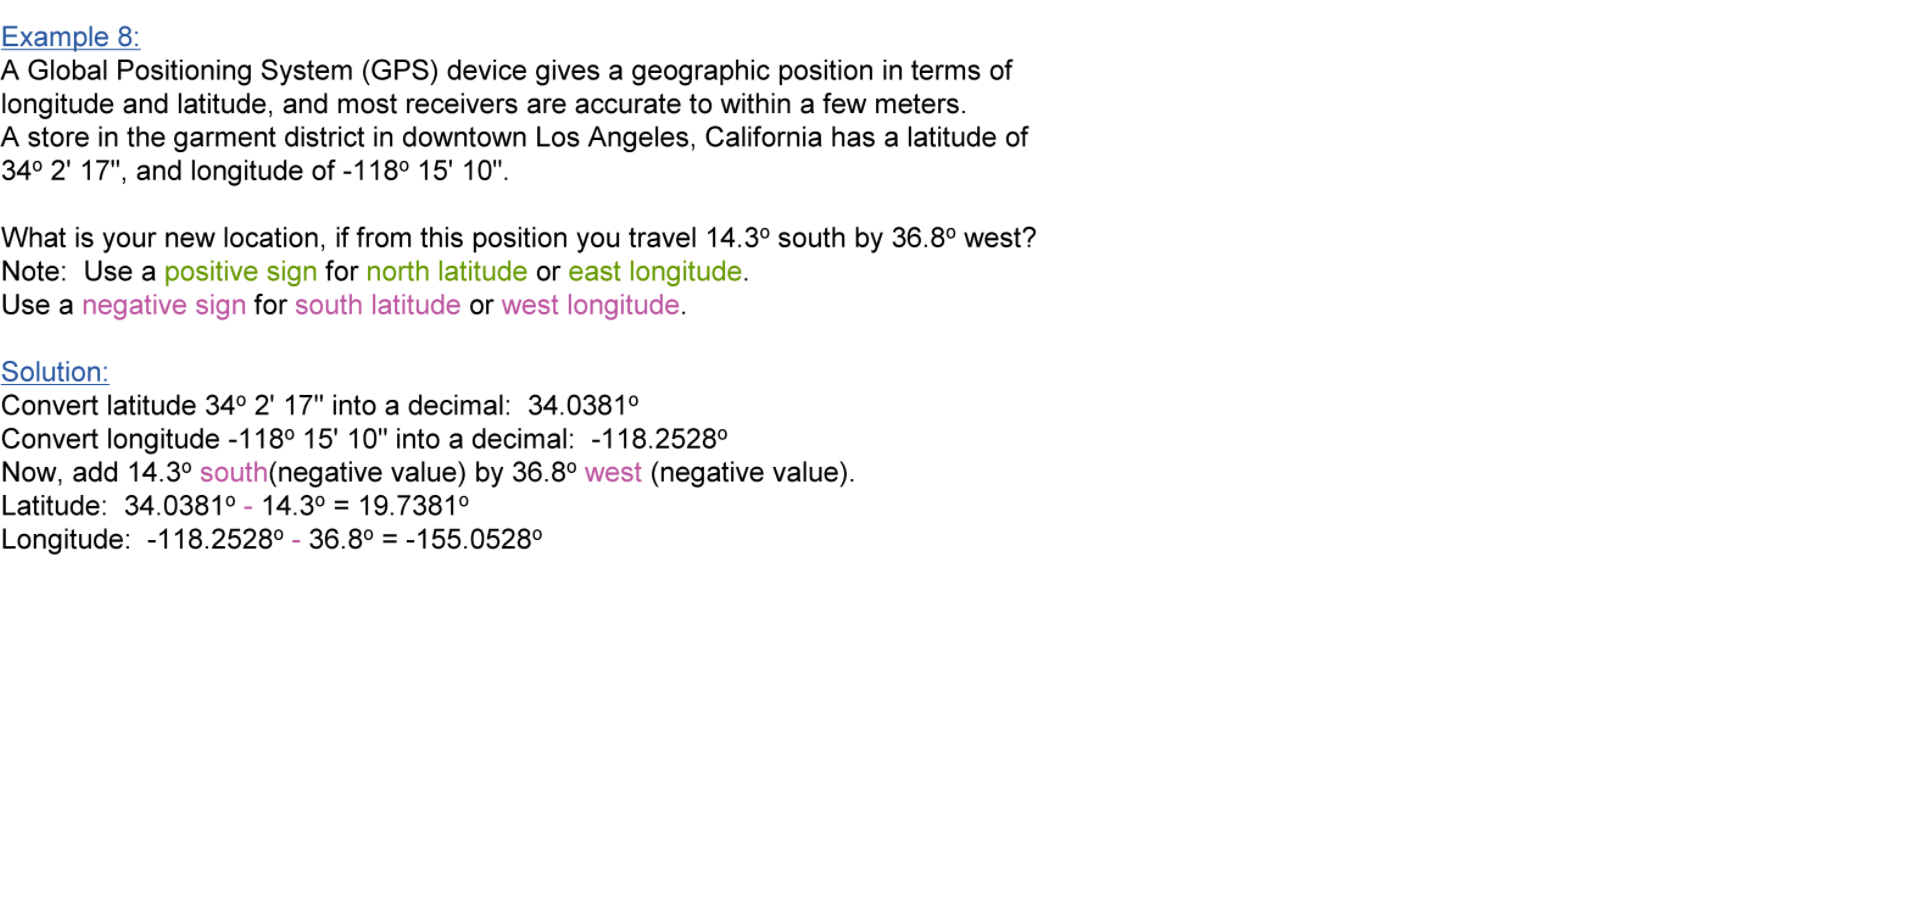 Example 8:
A Global Positioning System (GPS) device gives a geographic position in terms of
longitude and latitude, and most receivers are accurate to within a few meters.
A store in the garment district in downtown Los Angeles, California has a latitude of
34º 2' 17", and longitude of -118º 15' 10".
What is your new location, if from this position you travel 14.3º south by 36.8º west?
Note:  Use a positive sign for north latitude or east longitude.
Use a negative sign for south latitude or west longitude.
Solution:
Convert latitude 34º 2' 17" into a decimal:  34.0381º
Convert longitude -118º 15' 10" into a decimal:  -118.2528º
Now, add 14.3º south(negative value) by 36.8º west (negative value).
Latitude:  34.0381º - 14.3º = 19.7381º
Longitude:  -118.2528º - 36.8º = -155.0528º